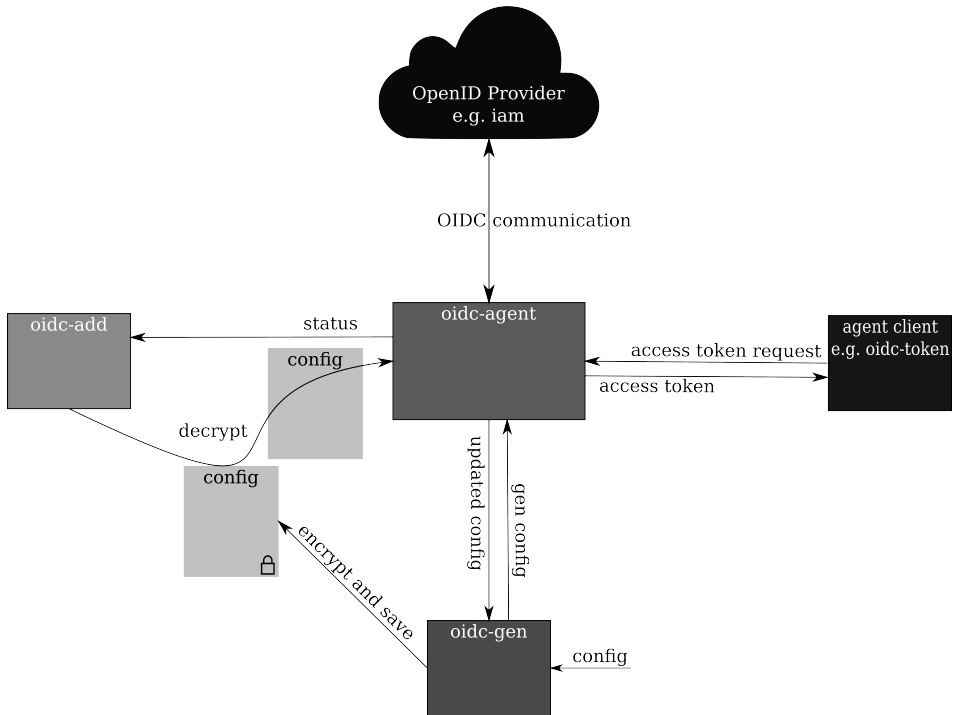 OpenID Provider
e.g. iam
OIDC communication
oidc-add
status
oidc-agent
agent client
e.g. oidc-token
config
access token request
access token
decrypt
config
updated config
gen config
encrypt and save
oidc-gen
config